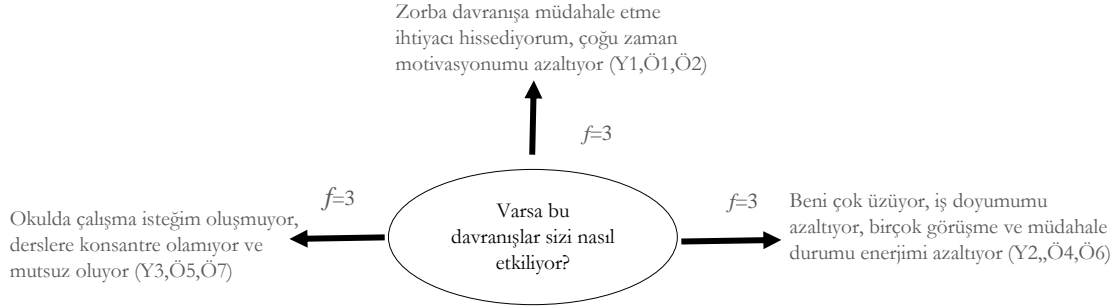 Zorba davranışa müdahale etme
ihtiyacı hissediyorum, çoğu zaman
motivasyonumu azaltıyor (Y1,Ö1,Ö2)
f=3
f=3
Okulda çalışma isteğim oluşmuyor,
derslere konsantre olamıyor ve
mutsuz oluyor (Y3,Ö5,Ö7)
Varsa bu
davranışlar sizi nasıl
etkiliyor?
f=3
Beni çok üzüyor, iş doyumumu
azaltıyor, birçok görüşme ve müdahale
durumu enerjimi azaltıyor (Y2,,Ö4,Ö6)